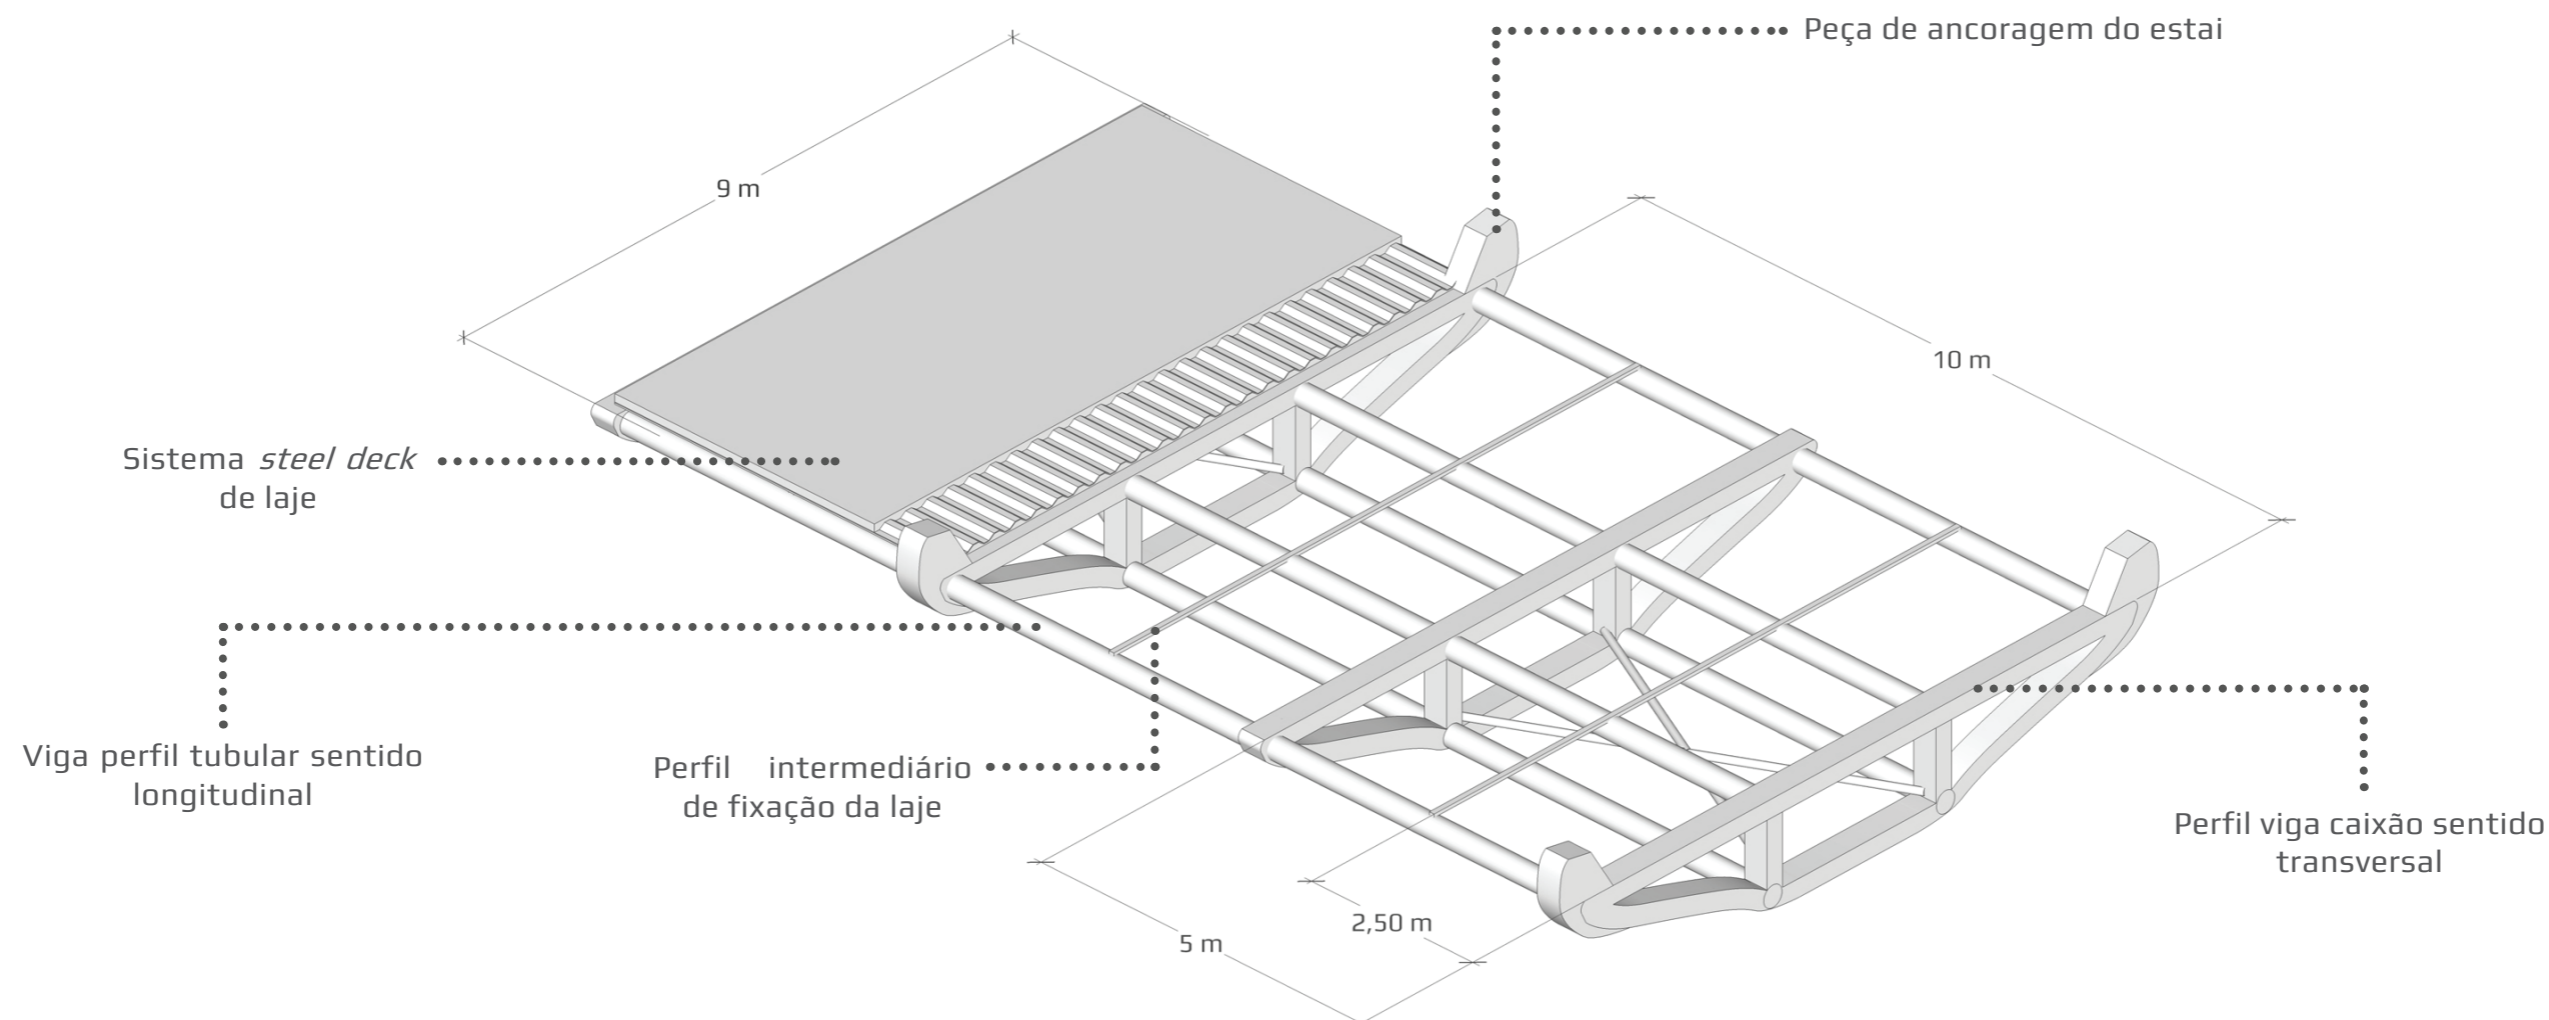 Peça de ancoragem do estai
9 m
10 m
Sistema steel deck
de laje
Viga perfil tubular sentido
longitudinal
Perfil intermediário
de fixação da laje
Perfil viga caixão sentido
transversal
2,50 m
5 m